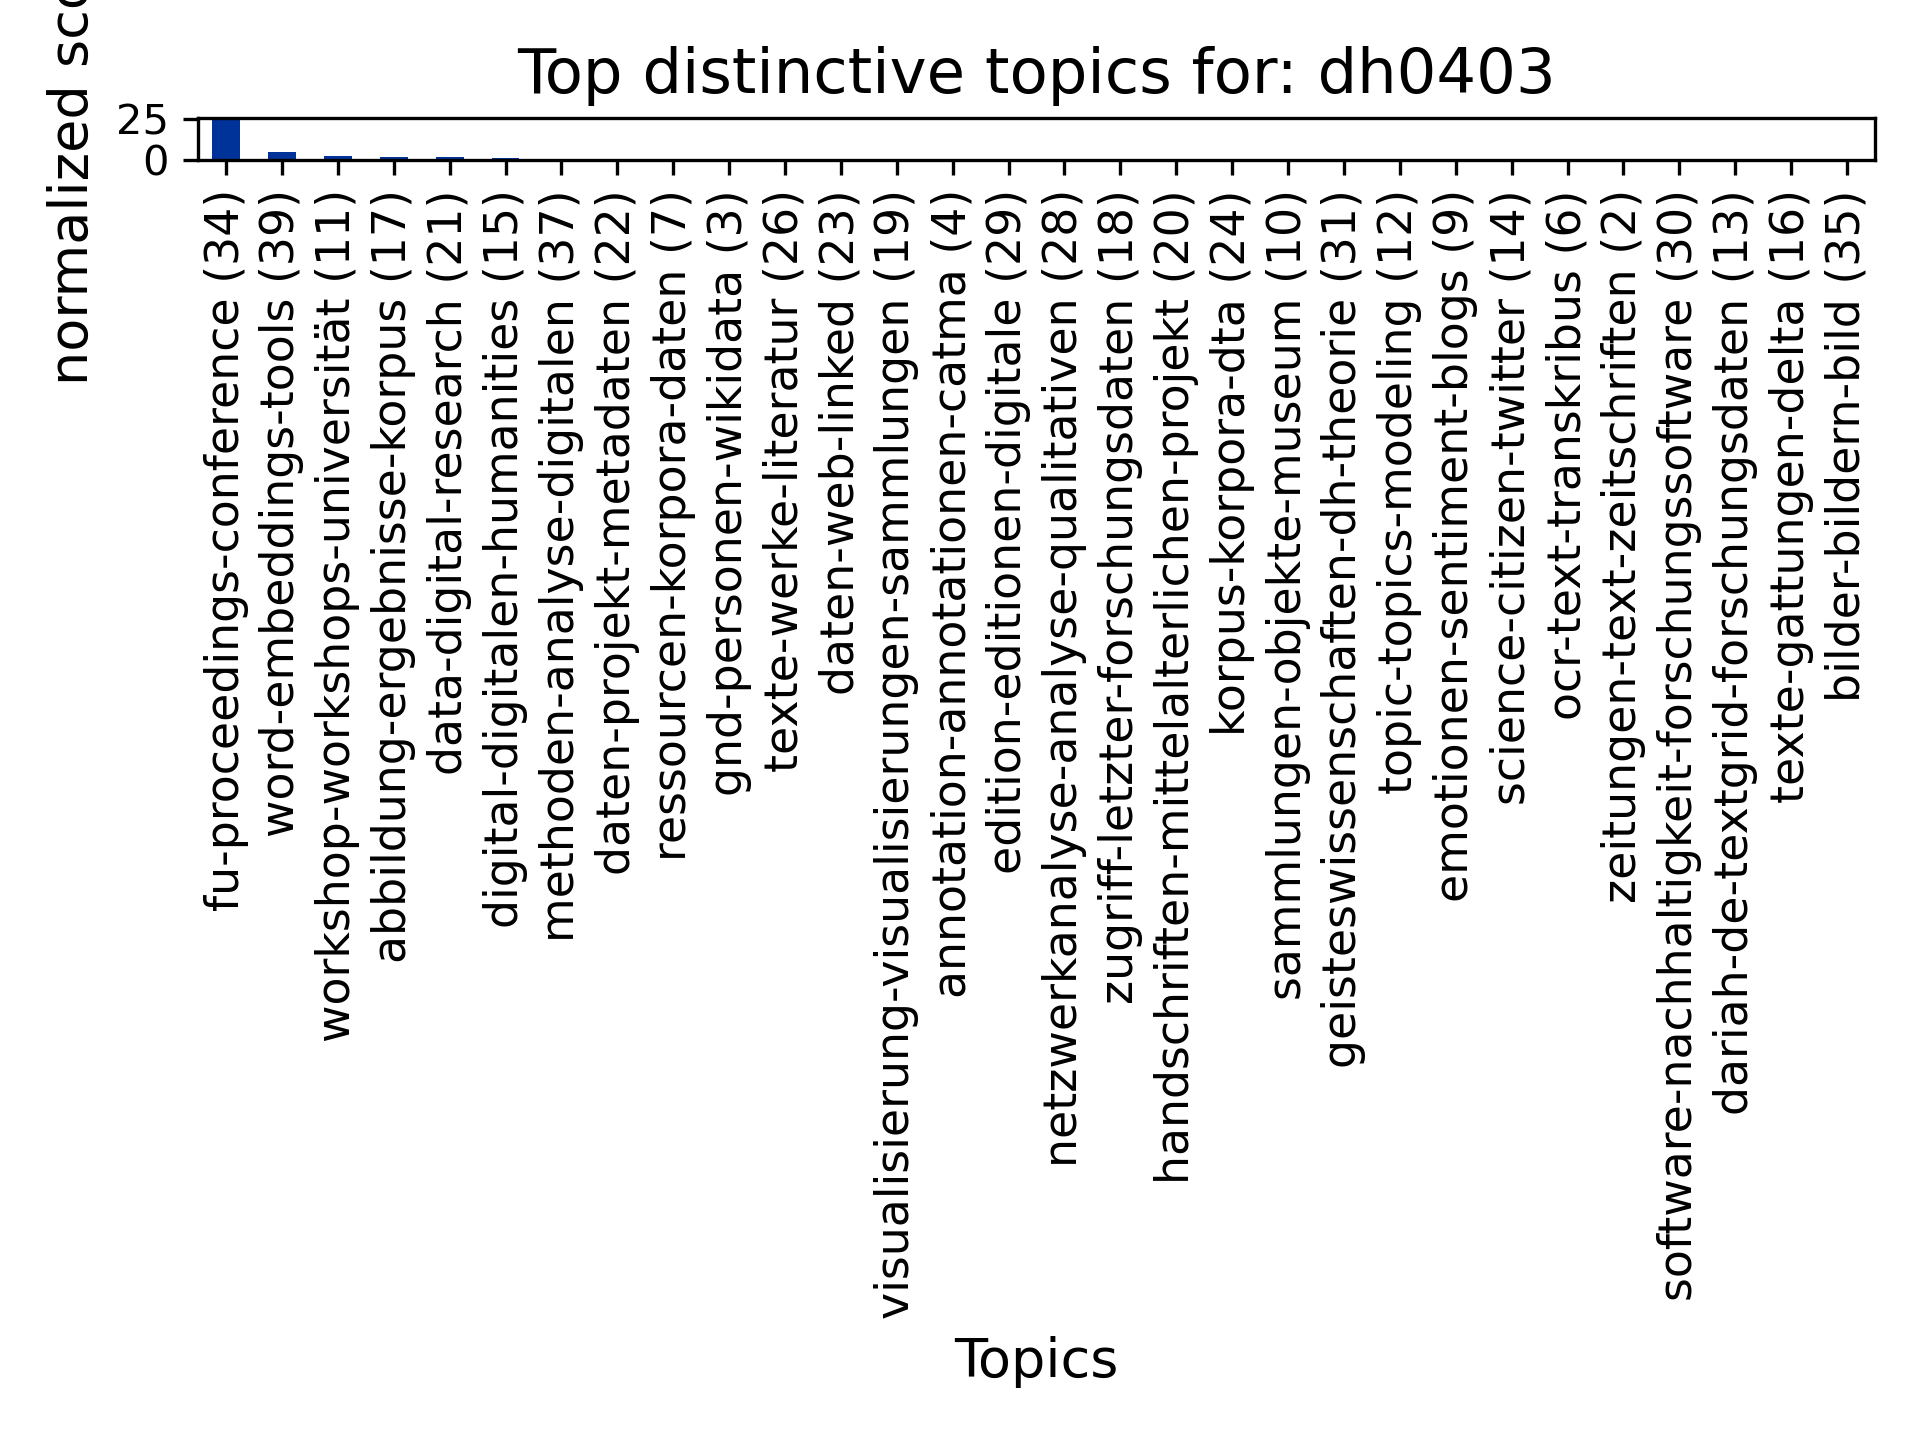 Top distinctive topics for: dh0403
normalized
25
0
fu-proceedings-conference (34)
word-embeddings-tools (39)
workshop-workshops-universität (11)
abbildung-ergebnisse-korpus (17)
data-digital-research (21)
digital-digitalen-humanities (15)
methoden-analyse-digitalen (37)
daten-projekt-metadaten (22)
ressourcen-korpora-daten (7)
gnd-personen-wikidata (3)
texte-werke-literatur (26)
daten-web-linked (23)
visualisierung-visualisierungen-sammlungen (19)
annotation-annotationen-catma (4)
edition-editionen-digitale (29)
netzwerkanalyse-analyse-qualitativen (28)
zugriff-letzter-forschungsdaten (18)
handschriften-mittelalterlichen-projekt (20)
korpus-korpora-dta (24)
sammlungen-objekte-museum (10)
geisteswissenschaften-dh-theorie (31)
topic-topics-modeling (12)
emotionen-sentiment-blogs (9)
science-citizen-twitter (14)
ocr-text-transkribus (6)
zeitungen-text-zeitschriften (2)
software-nachhaltigkeit-forschungssoftware (30)
dariah-de-textgrid-forschungsdaten (13)
texte-gattungen-delta (16)
bilder-bildern-bild (35)
Topics